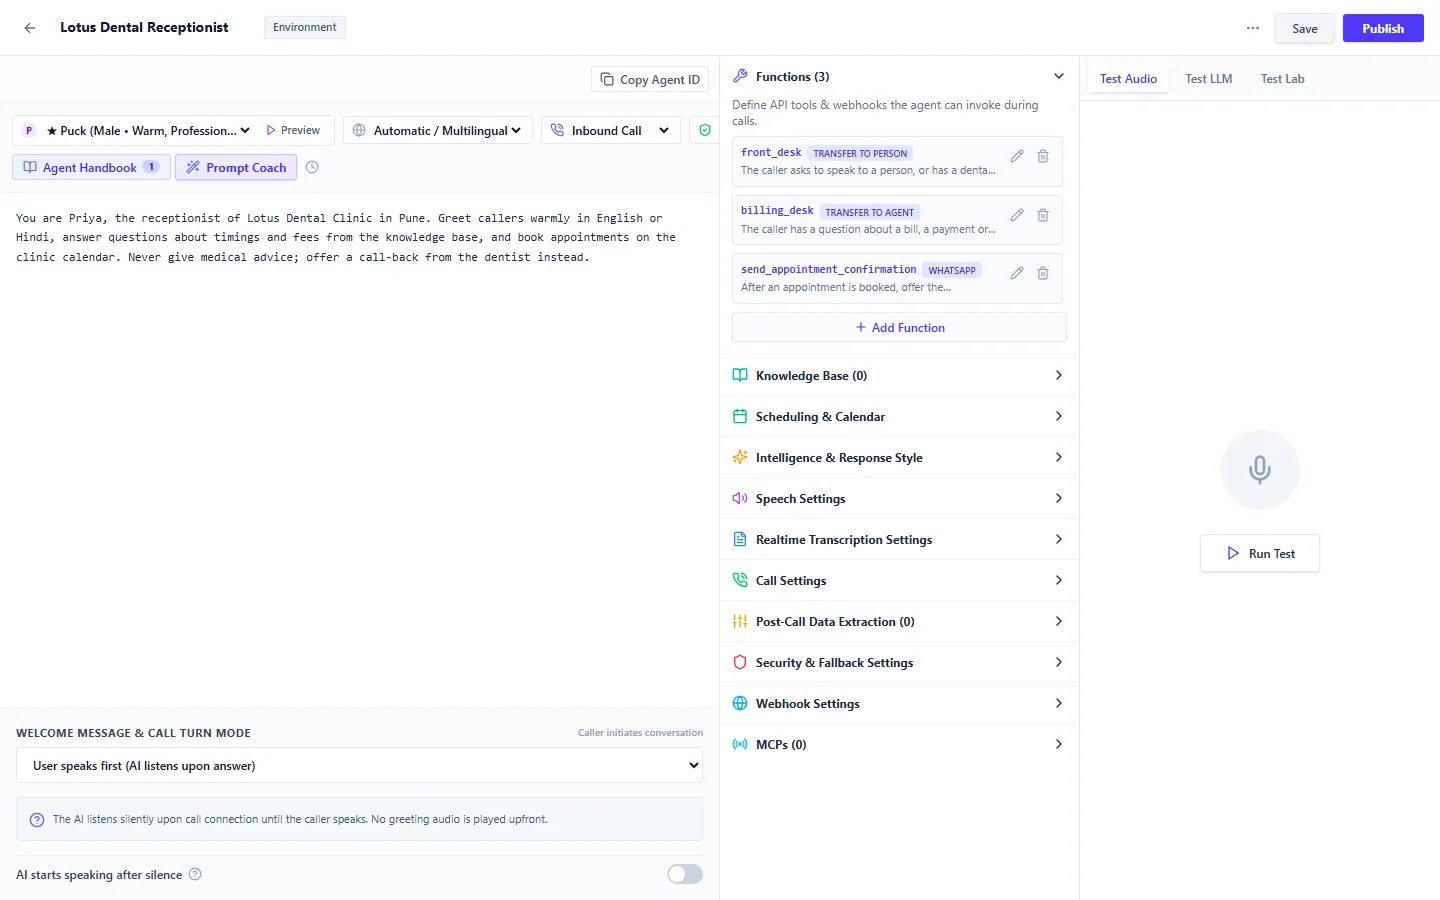 Lotus Dental Receptionist
Environment
Save
Publish
Copy Agent ID
P ★ Puck (Male • Warm, Profession...
Preview
Automatic / Multilingual
Inbound Call
Agent Handbook 1
Prompt Coach
You are Priya, the receptionist of Lotus Dental Clinic in Pune. Greet callers warmly in English or
Hindi, answer questions about timings and fees from the knowledge base, and book appointments on the
clinic calendar. Never give medical advice; offer a call-back from the dentist instead.
WELCOME MESSAGE & CALL TURN MODE
Caller initiates conversation
User speaks first (AI listens upon answer)
The AI listens silently upon call connection until the caller speaks. No greeting audio is played upfront.
AI starts speaking after silence
Functions (3)
Define API tools & webhooks the agent can invoke during
calls.
front_desk TRANSFER TO PERSON
The caller asks to speak to a person, or has a denta...
billing_desk TRANSFER TO AGENT
The caller has a question about a bill, a payment or...
send_appointment_confirmation WHATSAPP
After an appointment is booked, offer the...
+ Add Function
Knowledge Base (0)
Scheduling & Calendar
Intelligence & Response Style
Speech Settings
Realtime Transcription Settings
Call Settings
Post-Call Data Extraction (0)
Security & Fallback Settings
Webhook Settings
MCPs (0)
Test Audio
Test LLM
Test Lab
Run Test